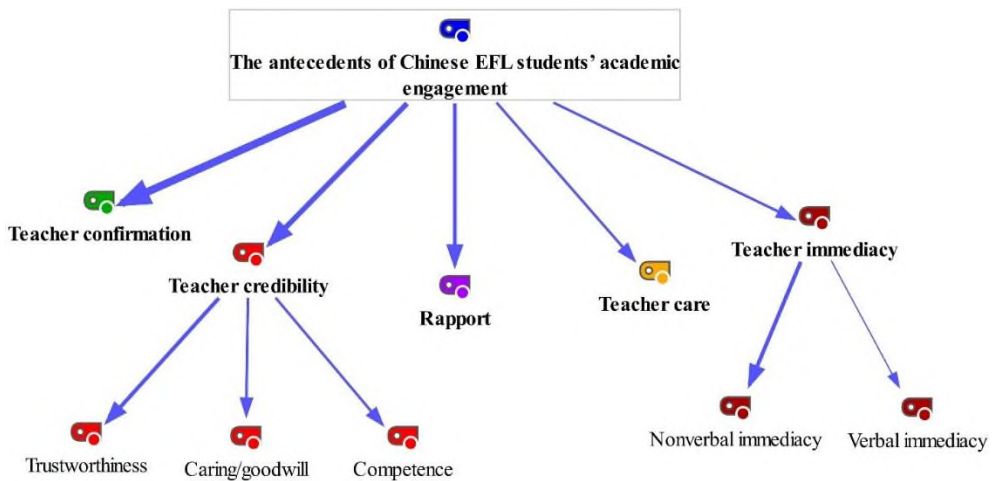 The antecedents of Chinese EFL students’ academic
engagement
Teacher confirmation
Teacher credibility
Rapport
Teacher care
Teacher immediacy
Trustworthiness
Caring/goodwill
Competence
Nonverbal immediacy
Verbal immediacy